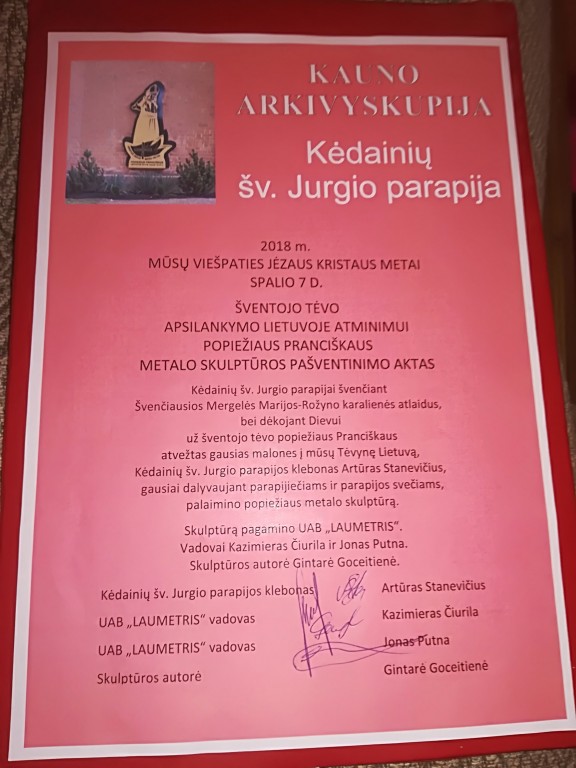 KAUNO
ARKIVYSKUPIJA
Kėdainių
šv. Jurgio parapija
2018 m.
MŪSŲ VIEŠPATIES JĖZAUS KRISTAUS METAI
SPALIO 7 D.
ŠVENTOJO TĖVO
APSILANKYMO LIETUVOJE ATMINIMUI
POPIEŽIAUS PRANCIŠKAUS
METALO SKULPTŪROS PAŠVENTINIMO AKTAS
Kėdainių šv. Jurgio parapijai švenčiant
Švenčiausios Mergelės Marijos-Rožyno karalienės atlaidus,
bei dėkojant Dievui
už šventojo tėvo popiežiaus Pranciškaus
atvežtas gausias malones į mūsų Tėvynę Lietuvą,
Kėdainių šv. Jurgio parapijos klebonas Artūras Stanevičius,
gausiai dalyvaujant parapijiečiams ir parapijos svečiams,
palaimino popiežiaus metalo skulptūrą.
Skulptūrą pagamino UAB „LAUMETRIS“.
Vadovai Kazimieras Čiurila ir Jonas Putna.
Skulptūros autorė Gintarė Goceitienė.
Kėdainių šv. Jurgio parapijos klebonas Artūras Stanevičius
UAB „LAUMETRIS“ vadovas Kazimieras Čiurila
UAB „LAUMETRIS“ vadovas Jonas Putna
Skulptūros autorė Gintarė Goceitienė